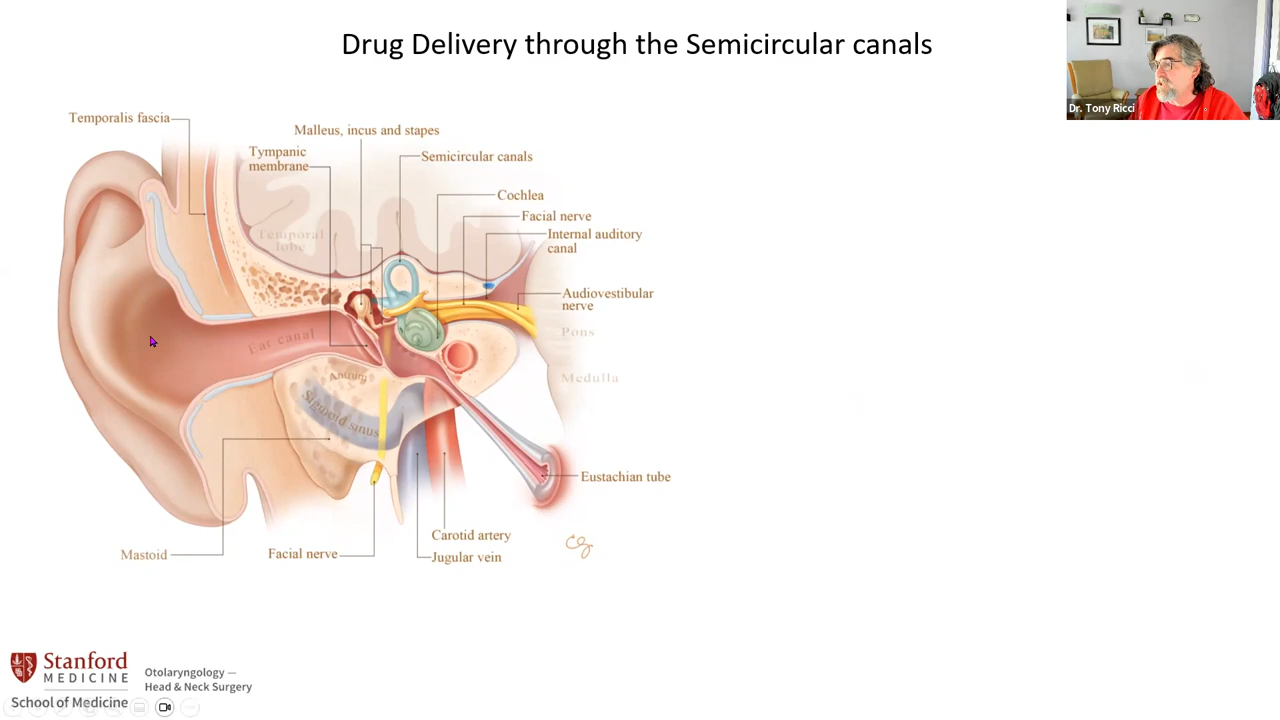 Drug Delivery through the Semicircular canals
Dr. Tony Ricci
Temporalis fascia
Malleus, incus and stapes
Tympanic
membrane
Semicircular canals
Cochlea
Facial nerve
Internal auditory
canal
Temporal
lobe
Audiovestibular
nerve
Pons
Ear canal
Antrum
Medulla
Sigmoid sinus
Eustachian tube
Carotid artery
Mastoid
Facial nerve
Jugular vein
Stanford
MEDICINE
School of Medicine
Otolaryngology —
Head & Neck Surgery